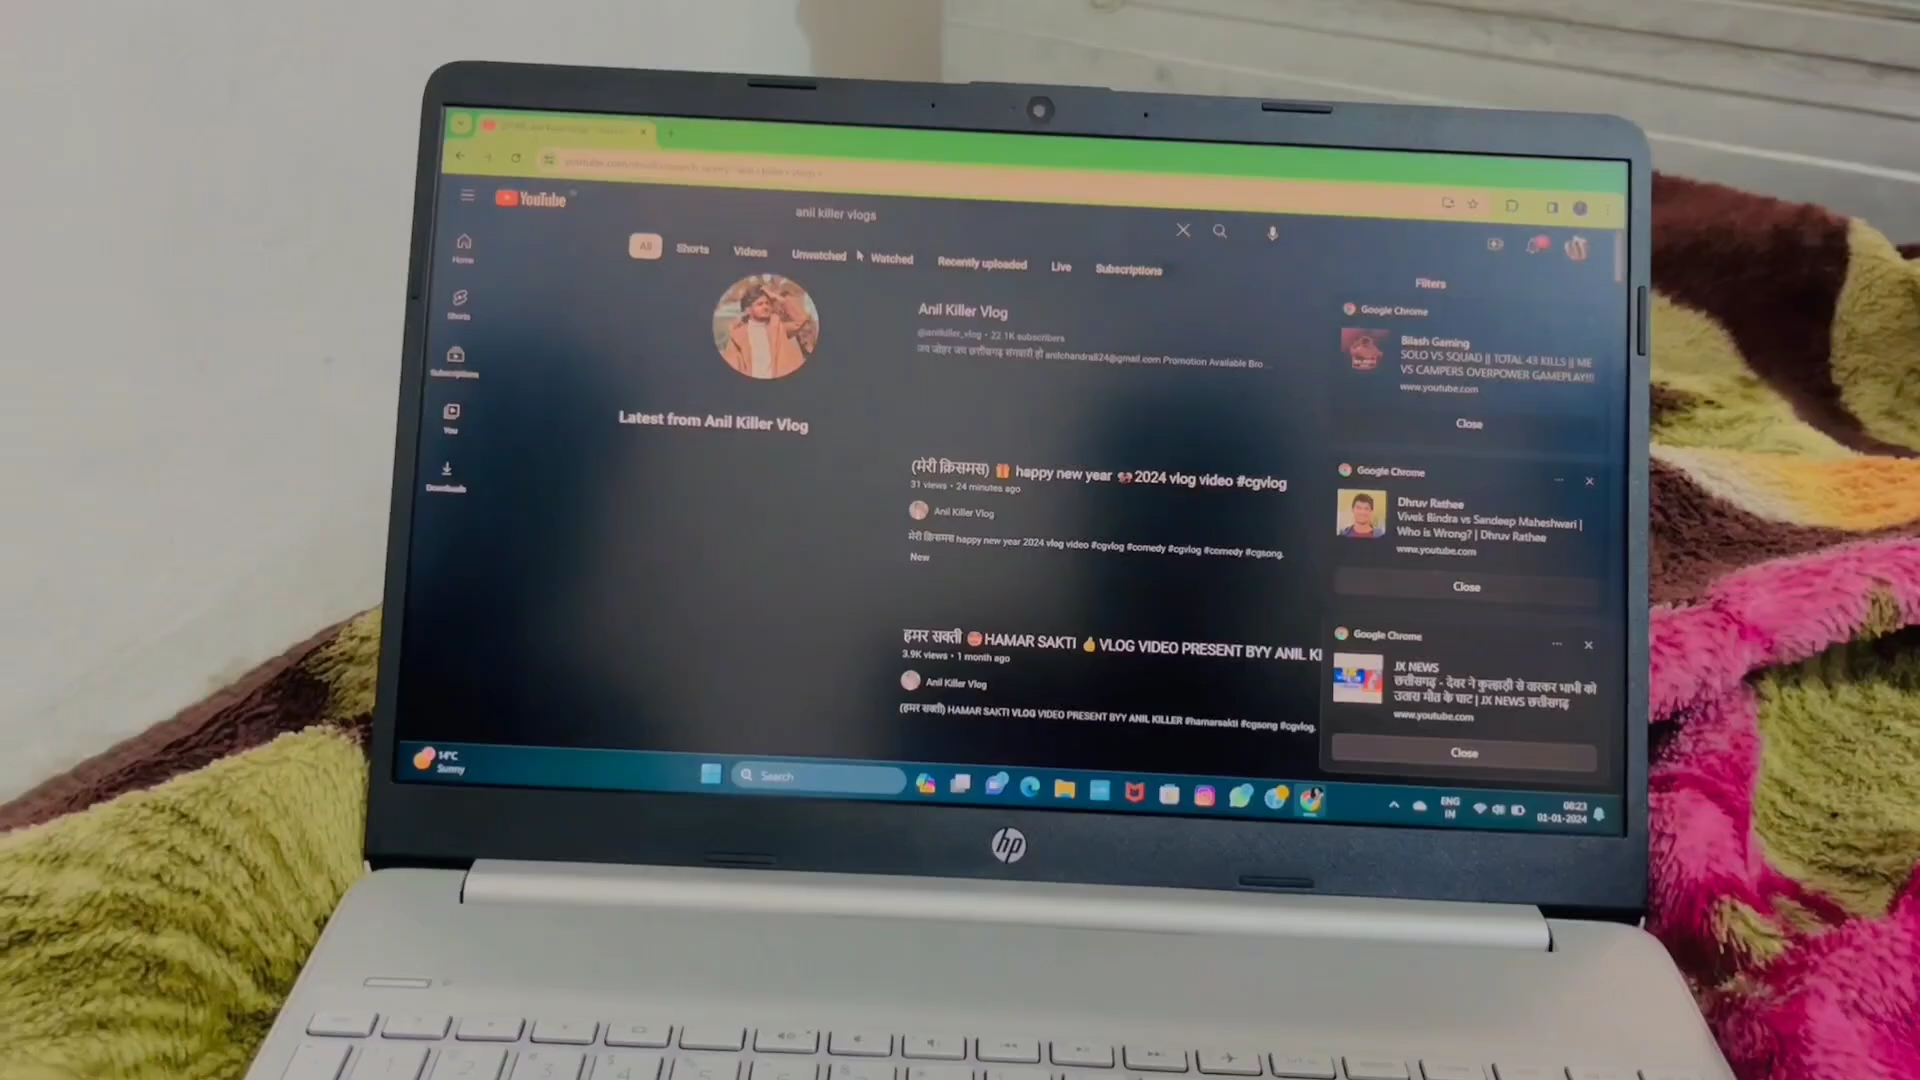 YouTube
anil killer vlogs
All
Shorts
Videos
Unwatched
Watched
Recently uploaded
Live
Subscriptions
Filters
Home
Shorts
Subscriptions
You
Downloads
Anil Killer Vlog
@anilkiller_vlog • 22.1K subscribers
जय जोहर जय छत्तीसगढ़ संगवारी हो anilchandra824@gmail.com Promotion Available Bro...
Latest from Anil Killer Vlog
(मेरी क्रिसमस) 🎁 happy new year 2024 vlog video #cgvlog
31 views • 24 minutes ago
Anil Killer Vlog
मेरी क्रिसमस happy new year 2024 vlog video #cgvlog #comedy #cgvlog #comedy #cgsong.
New
हमर सक्ती HAMAR SAKTI 👍 VLOG VIDEO PRESENT BYY ANIL KI
3.9K views • 1 month ago
Anil Killer Vlog
(हमर सक्ती) HAMAR SAKTI VLOG VIDEO PRESENT BYY ANIL KILLER #hamarsakti #cgsong #cgvlog.
Google Chrome
Bilash Gaming
SOLO VS SQUAD || TOTAL 43 KILLS || ME
VS CAMPERS OVERPOWER GAMEPLAY!!!
www.youtube.com
Close
Google Chrome
Dhruv Rathee
Vivek Bindra vs Sandeep Maheshwari |
Who is Wrong? | Dhruv Rathee
www.youtube.com
Close
Google Chrome
JX NEWS
छत्तीसगढ़ - देवर ने कुल्हाड़ी से वारकर भाभी को
उतारा मौत के घाट | JX NEWS छत्तीसगढ़
www.youtube.com
Close
14°C
Sunny
Search
ENG
IN
08:23
01-01-2024
hp